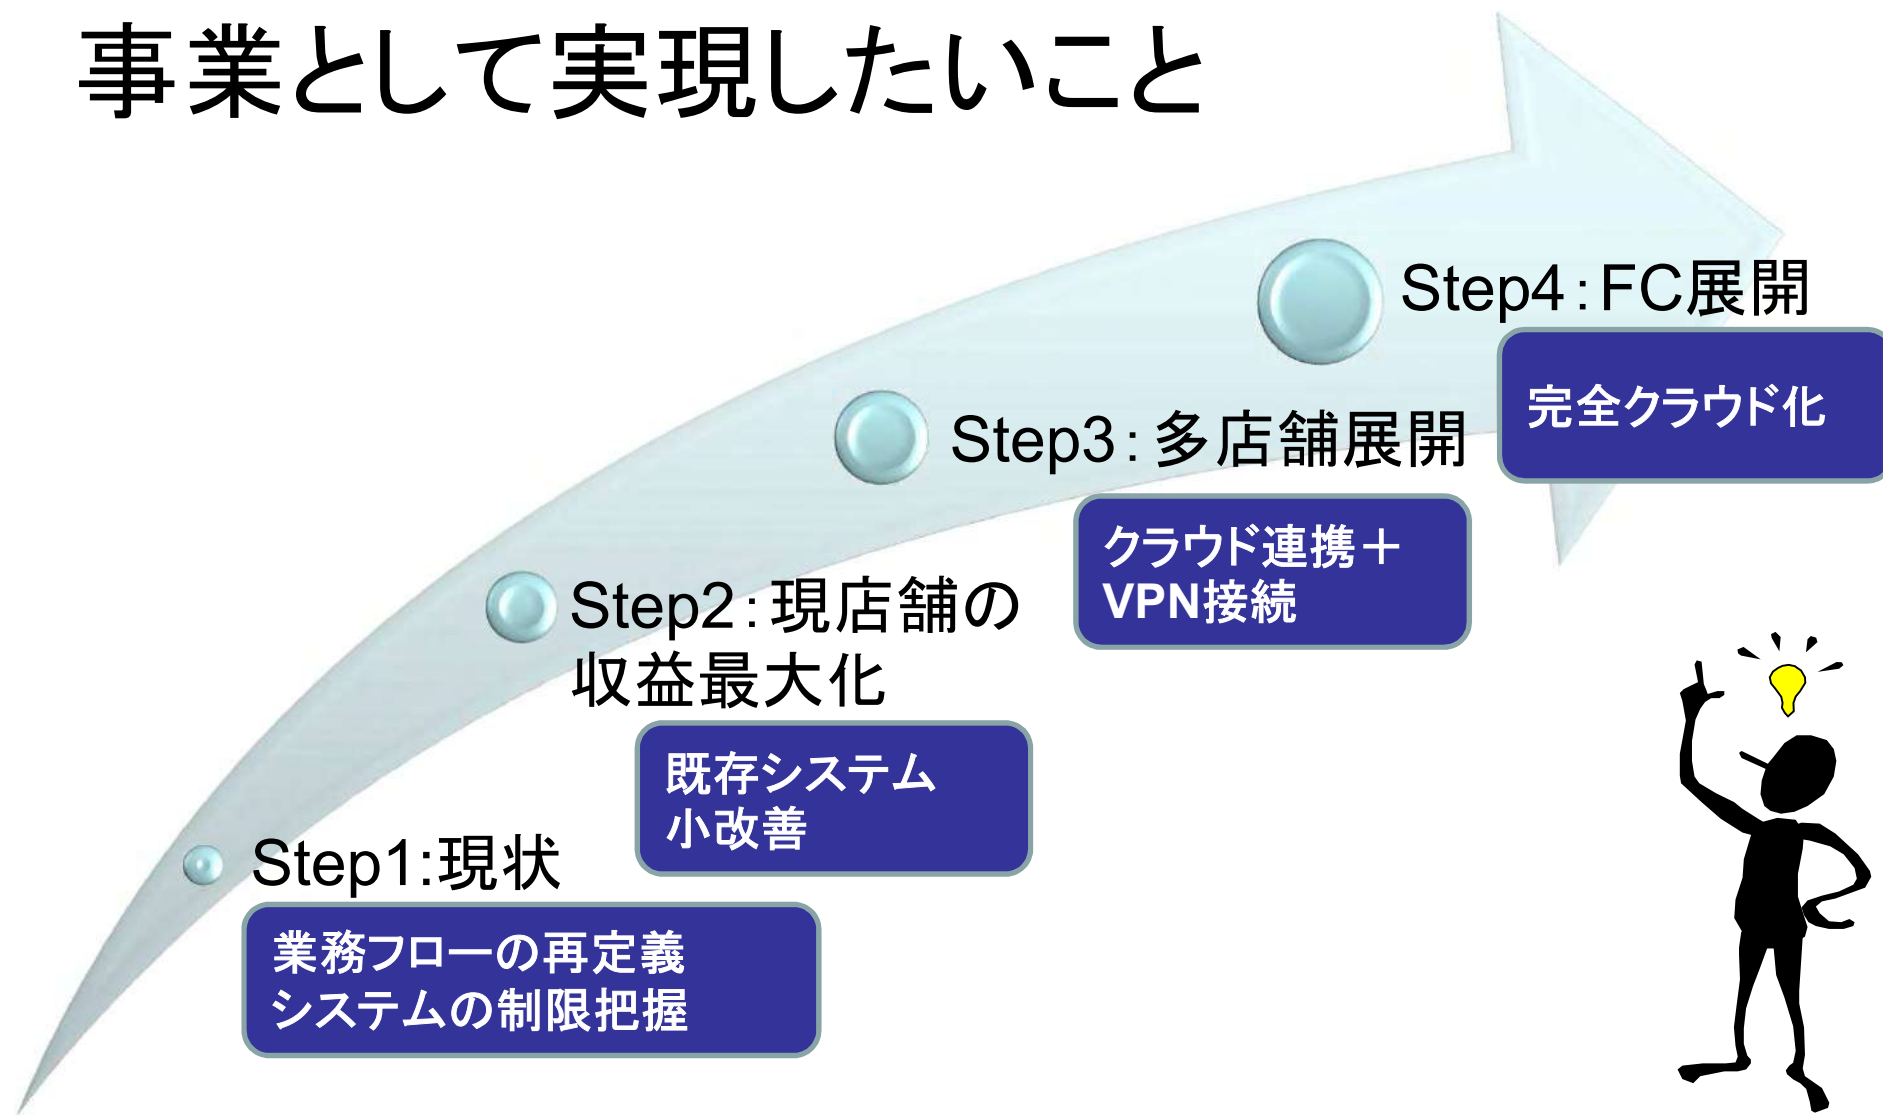 事業として実現したいこと
Step4：FC展開
完全クラウド化
Step3：多店舗展開
クラウド連携＋
VPN接続
Step2：現店舗の
収益最大化
既存システム
小改善
Step1:現状
業務フローの再定義
システムの制限把握